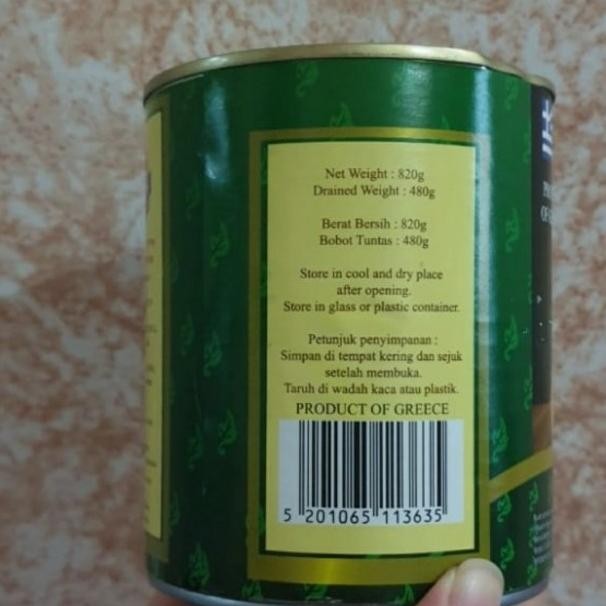 Net Weight : 820g
Drained Weight : 480g
Berat Bersih : 820g
Bobot Tuntas : 480g
Store in cool and dry place
after opening.
Store in glass or plastic container.
Petunjuk penyimpanan :
Simpan di tempat kering dan sejuk
setelah membuka.
Taruh di wadah kaca atau plastik.
PRODUCT OF GREECE
5 201065 113635